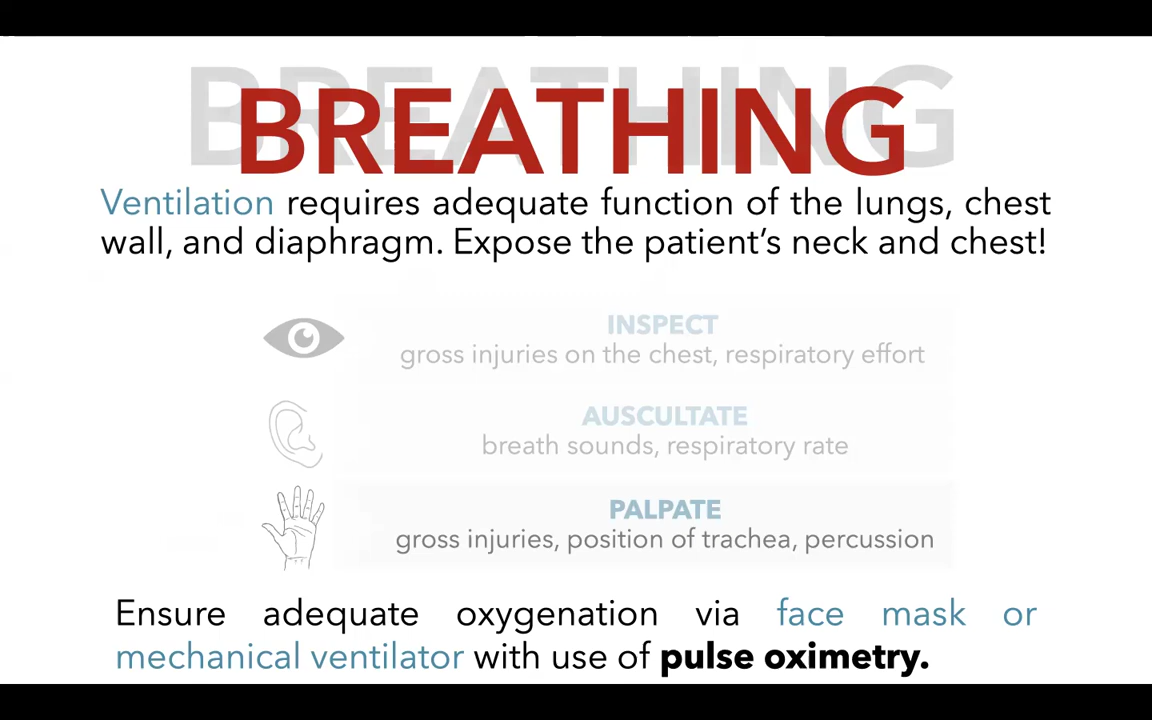 BREATHING
BREATHING
Ventilation requires adequate function of the lungs, chest
wall, and diaphragm. Expose the patient's neck and chest!
INSPECT
gross injuries on the chest, respiratory effort
AUSCULTATE
breath sounds, respiratory rate
PALPATE
gross injuries, position of trachea, percussion
Ensure adequate oxygenation via face mask or
mechanical ventilator with use of pulse oximetry.